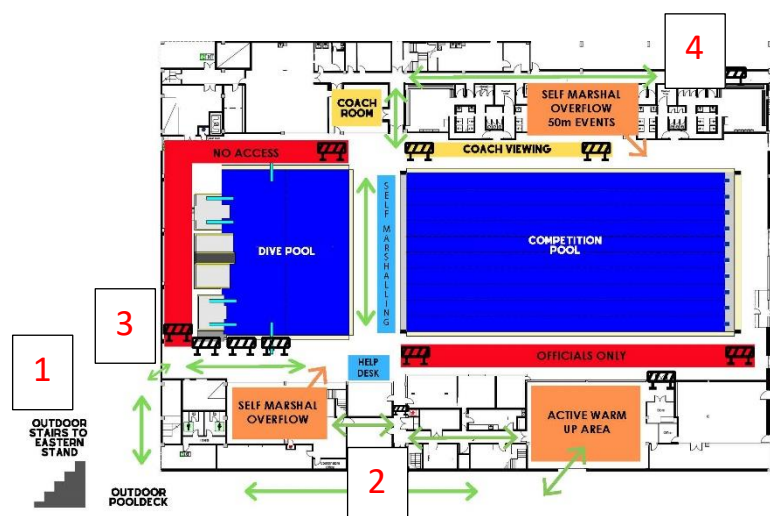 4
COACH
ROOM
SELF MARSHAL
OVERFLOW
50m EVENTS
NO ACCESS
COACH VIEWING
SELF MARSHALLING
DIVE POOL
COMPETITION
POOL
3
1
HELP
DESK
OFFICIALS ONLY
OUTDOOR
STAIRS TO
EASTERN
STAND
SELF MARSHAL
OVERFLOW
ACTIVE WARM
UP AREA
2
OUTDOOR
POOLDECK